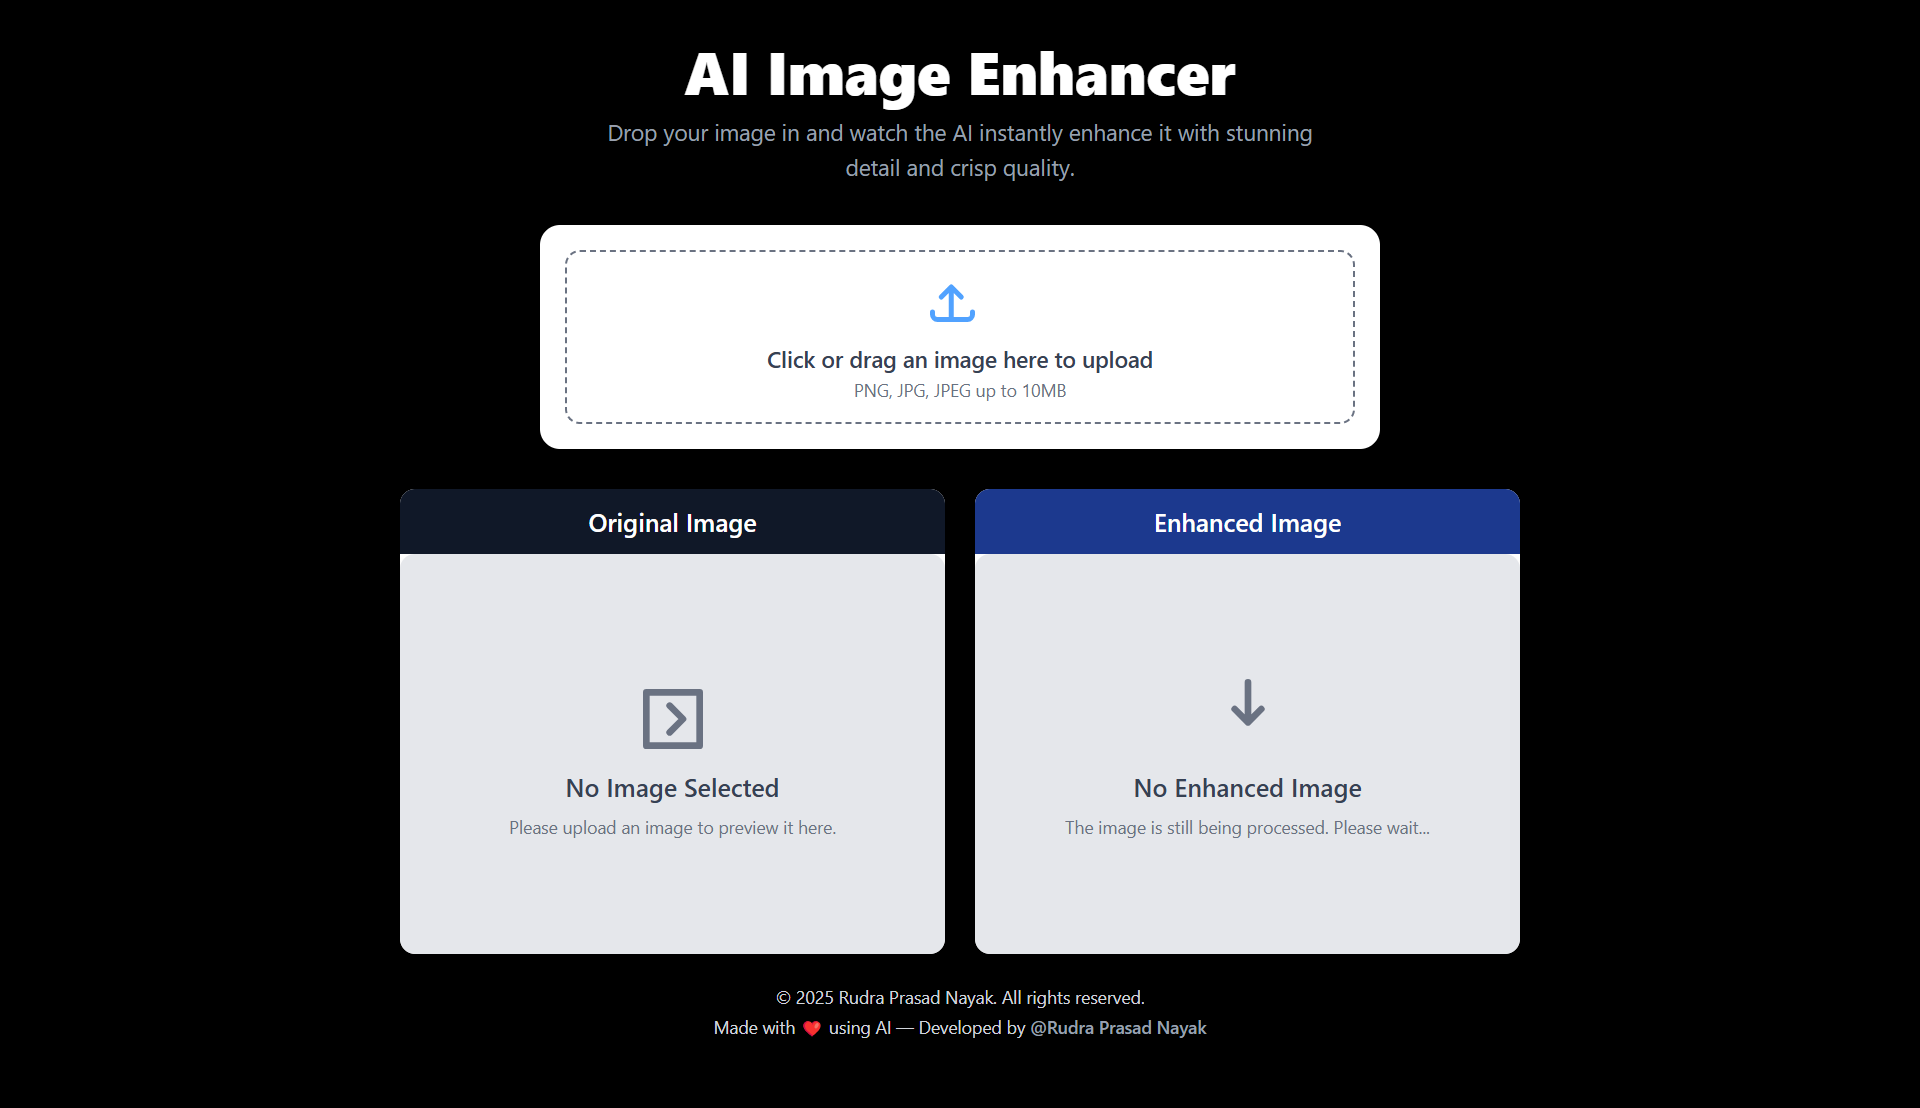 AI Image Enhancer
Drop your image in and watch the AI instantly enhance it with stunning
detail and crisp quality.
Click or drag an image here to upload
PNG, JPG, JPEG up to 10MB
Original Image
No Image Selected
Please upload an image to preview it here.
Enhanced Image
No Enhanced Image
The image is still being processed. Please wait...
© 2025 Rudra Prasad Nayak. All rights reserved.
Made with ❤️ using AI — Developed by @Rudra Prasad Nayak